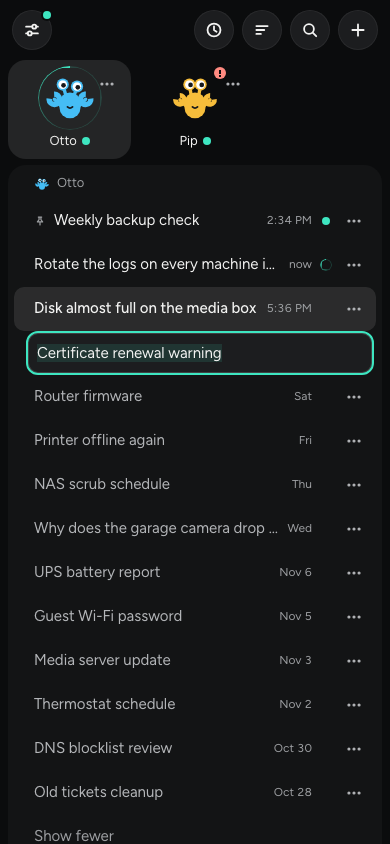 Otto
Pip
Otto
Weekly backup check 2:34 PM
Rotate the logs on every machine i... now
Disk almost full on the media box 5:36 PM
Certificate renewal warning
Router firmware Sat
Printer offline again Fri
NAS scrub schedule Thu
Why does the garage camera drop ... Wed
UPS battery report Nov 6
Guest Wi-Fi password Nov 5
Media server update Nov 3
Thermostat schedule Nov 2
DNS blocklist review Oct 30
Old tickets cleanup Oct 28
Show fewer